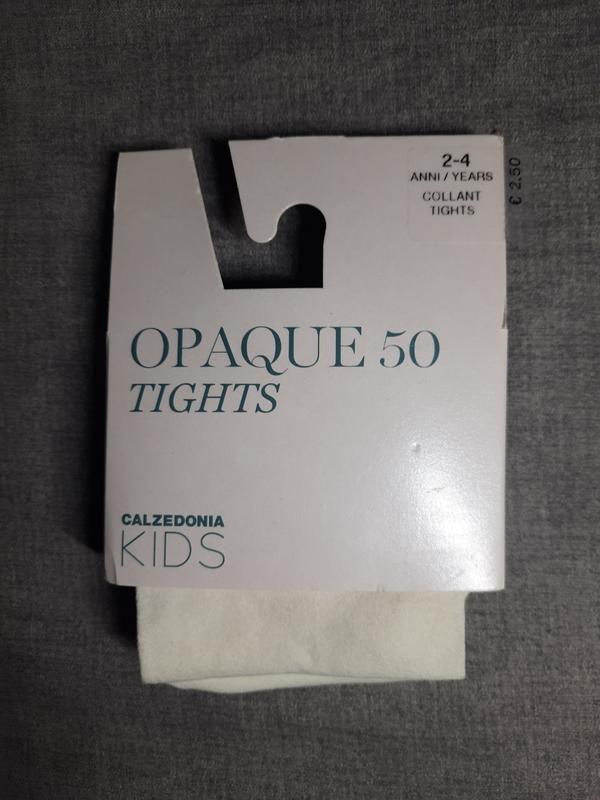 2-4
ANNI / YEARS
COLLANT
TIGHTS
€ 2.50
OPAQUE 50
TIGHTS
CALZEDONIA
KIDS